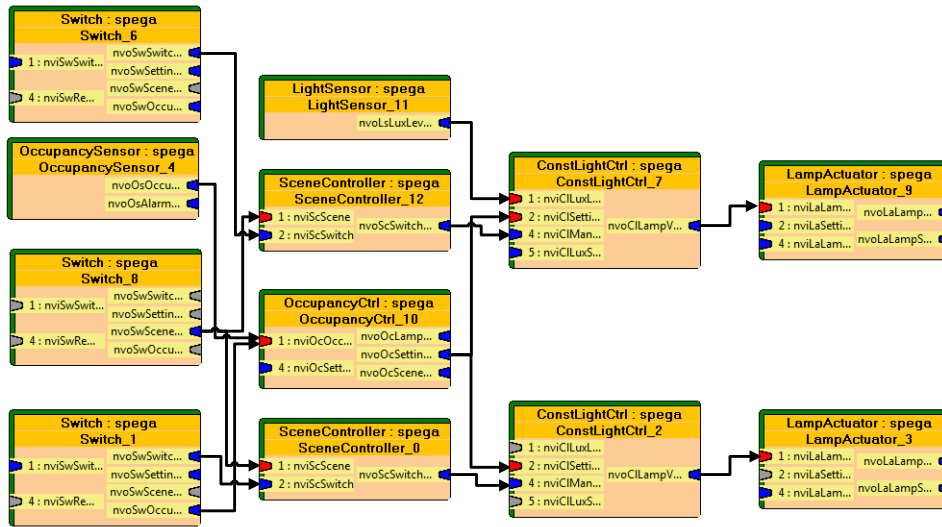 Switch : spega
Switch_6
nvoSwSwitc...
1 : nviSwSwit...
nvoSwSettin...
nvoSwScene...
4 : nviSwRe...
nvoSwOccu...
OccupancySensor : spega
OccupancySensor_4
nvoOsOccu...
nvoOsAlarm...
Switch : spega
Switch_8
nvoSwSwitc...
1 : nviSwSwit...
nvoSwSettin...
nvoSwScene...
4 : nviSwRe...
nvoSwOccu...
Switch : spega
Switch_1
nvoSwSwitc...
1 : nviSwSwit...
nvoSwSettin...
nvoSwScene...
4 : nviSwRe...
nvoSwOccu...
LightSensor : spega
LightSensor_11
nvoLsLuxLev...
SceneController : spega
SceneController_12
1 : nviScScene
nvoScSwitch...
2 : nviScSwitch
OccupancyCtrl : spega
OccupancyCtrl_10
nvoOcLamp...
1 : nviOcOcc...
nvoOcSettin...
4 : nviOcSett...
nvoOcScene...
SceneController : spega
SceneController_0
1 : nviScScene
nvoScSwitch...
2 : nviScSwitch
ConstLightCtrl : spega
ConstLightCtrl_7
1 : nviClLuxL...
2 : nviClSetti...
nvoClLampV...
4 : nviClMan...
5 : nviClLuxS...
ConstLightCtrl : spega
ConstLightCtrl_2
1 : nviClLuxL...
2 : nviClSetti...
nvoClLampV...
4 : nviClMan...
5 : nviClLuxS...
LampActuator : spega
LampActuator_9
1 : nviLaLam...
nvoLaLamp...
2 : nviLaSetti...
nvoLaLampS...
4 : nviLaLam...
LampActuator : spega
LampActuator_3
1 : nviLaLam...
nvoLaLamp...
2 : nviLaSetti...
nvoLaLampS...
4 : nviLaLam...